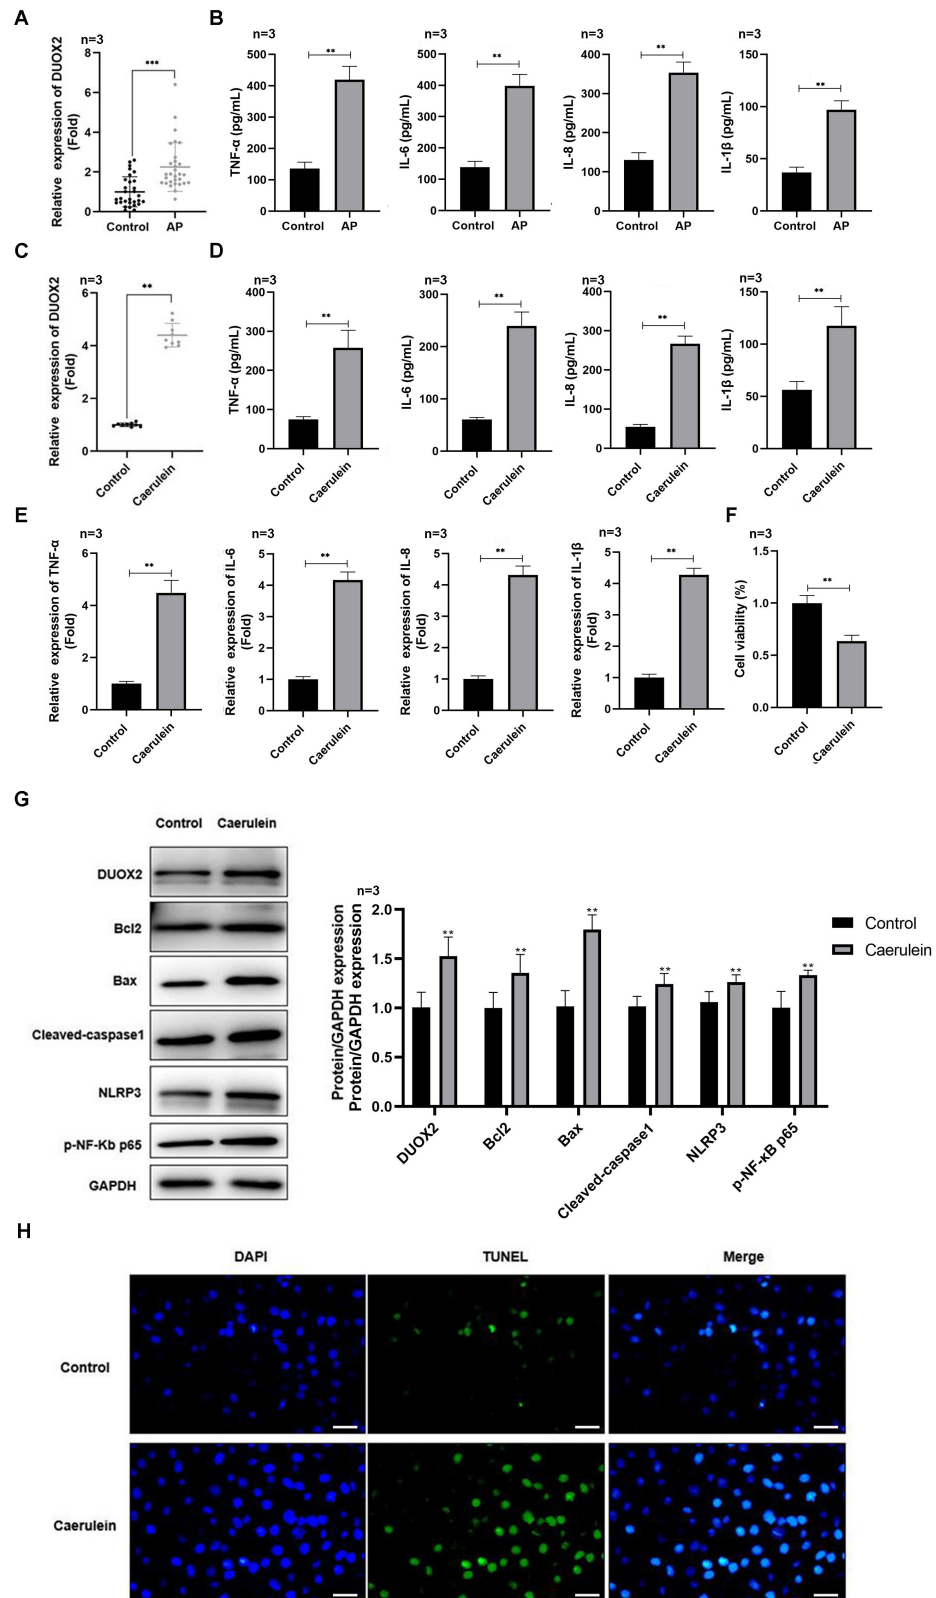 A
n=3
Relative expression of DUOX2
(Fold)
8
6
4
2
0
***
Control
AP
B
n=3
TNF-α (pg/mL)
500
400
300
200
100
0
**
Control
AP
n=3
IL-6 (pg/mL)
500
400
300
200
100
0
**
Control
AP
n=3
IL-8 (pg/mL)
400
300
200
100
0
**
Control
AP
n=3
IL-1β (pg/mL)
150
100
50
0
**
Control
AP
C
n=3
Relative expression of DUOX2
(Fold)
6
4
2
0
**
Control
Caerulein
D
n=3
TNF-α (pg/mL)
400
300
200
100
0
**
Control
Caerulein
n=3
IL-6 (pg/mL)
300
200
100
0
**
Control
Caerulein
n=3
IL-8 (pg/mL)
400
300
200
100
0
**
Control
Caerulein
n=3
IL-1β (pg/mL)
150
100
50
0
**
Control
Caerulein
E
n=3
Relative expression of TNF-α
(Fold)
6
4
2
0
**
Control
Caerulein
n=3
Relative expression of IL-6
(Fold)
5
4
3
2
1
0
**
Control
Caerulein
n=3
Relative expression of IL-8
(Fold)
5
4
3
2
1
0
**
Control
Caerulein
n=3
Relative expression of IL-1β
(Fold)
5
4
3
2
1
0
**
Control
Caerulein
F
n=3
Cell viability (%)
1.5
1.0
0.5
0.0
**
Control
Caerulein
G
Control Caerulein
DUOX2
Bcl2
Bax
Cleaved-caspase1
NLRP3
p-NF-Kb p65
GAPDH
n=3
Protein/GAPDH expression
Protein/GAPDH expression
2.0
1.5
1.0
0.5
0.0
**
**
**
**
**
**
DUOX2
Bcl2
Bax
Cleaved-caspase1
NLRP3
p-NF-κB p65
Control
Caerulein
H
DAPI
TUNEL
Merge
Control
Caerulein